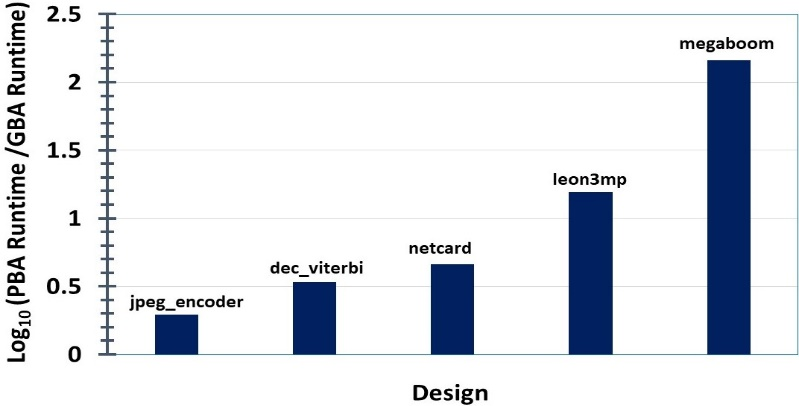 Log10 (PBA Runtime /GBA Runtime)
2.5
2
1.5
1
0.5
0
jpeg_encoder
dec_viterbi
netcard
leon3mp
megaboom
Design